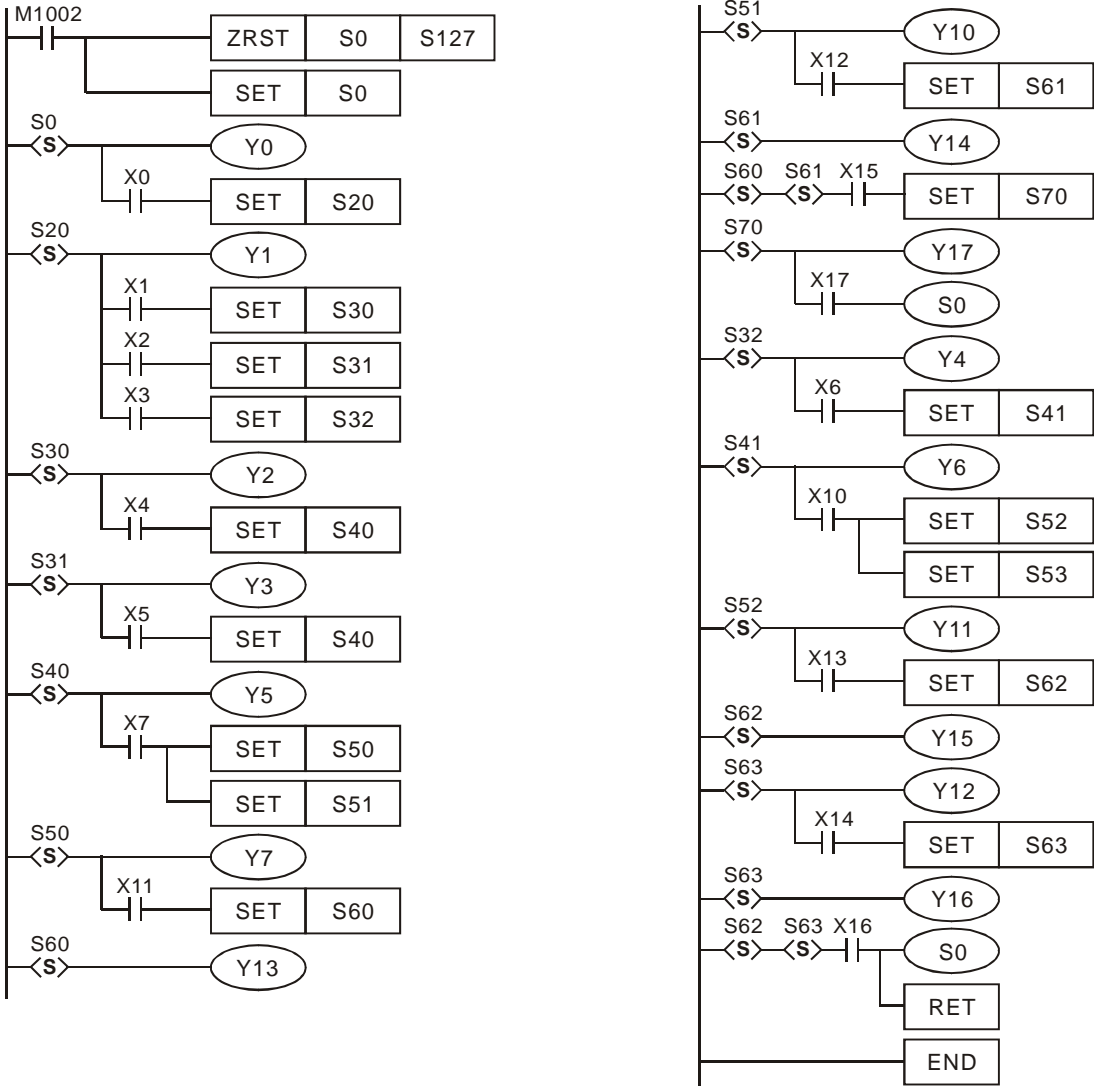 M1002
ZRST S0 S127
SET S0
S0
S Y0
X0
SET S20
S20
S Y1
X1
SET S30
X2
SET S31
X3
SET S32
S30
S Y2
X4
SET S40
S31
S Y3
X5
SET S40
S40
S Y5
X7
SET S50
SET S51
S50
S Y7
X11
SET S60
S60
S Y13
S51
S Y10
X12
SET S61
S61
S Y14
S60 S61 X15
S S SET S70
S70
S Y17
X17
S0
S32
S Y4
X6
SET S41
S41
S Y6
X10
SET S52
SET S53
S52
S Y11
X13
SET S62
S62
S Y15
S63
S Y12
X14
SET S63
S63
S Y16
S62 S63 X16
S S S0
RET
END